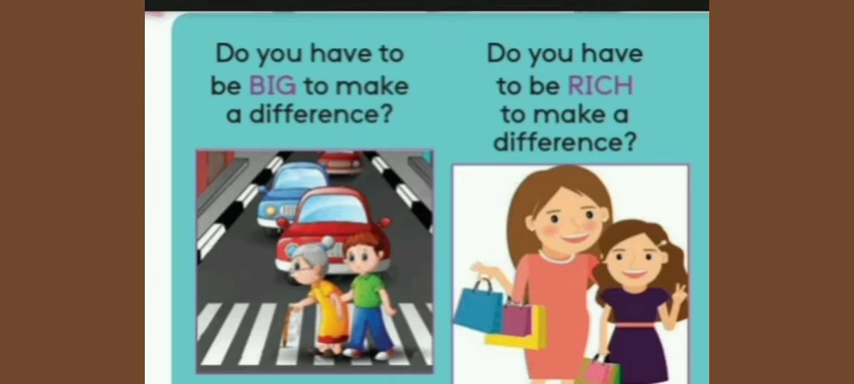 Do you have to
be BIG to make
a difference?
Do you have
to be RICH
to make a
difference?